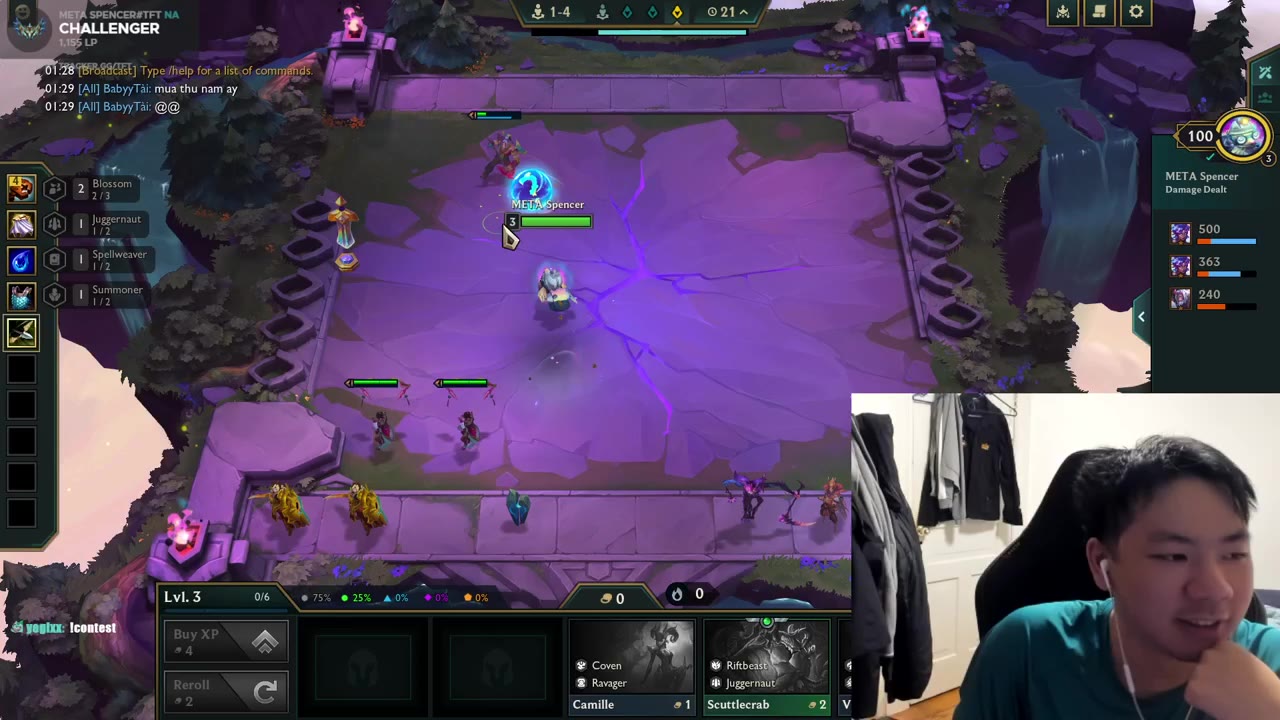 META SPENCER#TFT NA
CHALLENGER
1,155 LP
01:28 [Broadcast] Type /help for a list of commands.
01:29 [All] BabyyTài: mua thu nam ay
01:29 [All] BabyyTài: @@
1-4
21
100
3
META Spencer
Damage Dealt
500
363
240
4
2
Blossom
2 / 3
1
Juggernaut
1 / 2
1
Spellweaver
1 / 2
1
Summoner
1 / 2
META Spencer
3
Lvl. 3
0/6
75%
25%
0%
0%
0%
0
0
Buy XP
4
Reroll
2
Coven
Ravager
Camille
1
Riftbeast
Juggernaut
Scuttlecrab
2
V
yogixx: !contest